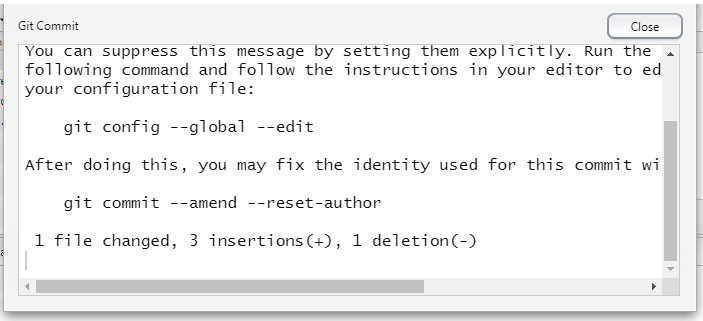 Git Commit
Close
You can suppress this message by setting them explicitly. Run the
following command and follow the instructions in your editor to ed
your configuration file:
git config --global --edit
After doing this, you may fix the identity used for this commit wi
git commit --amend --reset-author
1 file changed, 3 insertions(+), 1 deletion(-)